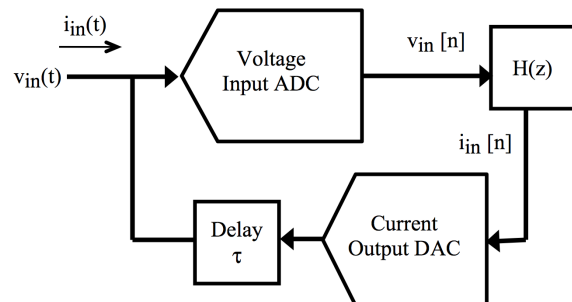 i_in(t)
v_in(t)
Voltage
Input ADC
v_in [n]
H(z)
i_in [n]
Current
Output DAC
Delay
τ